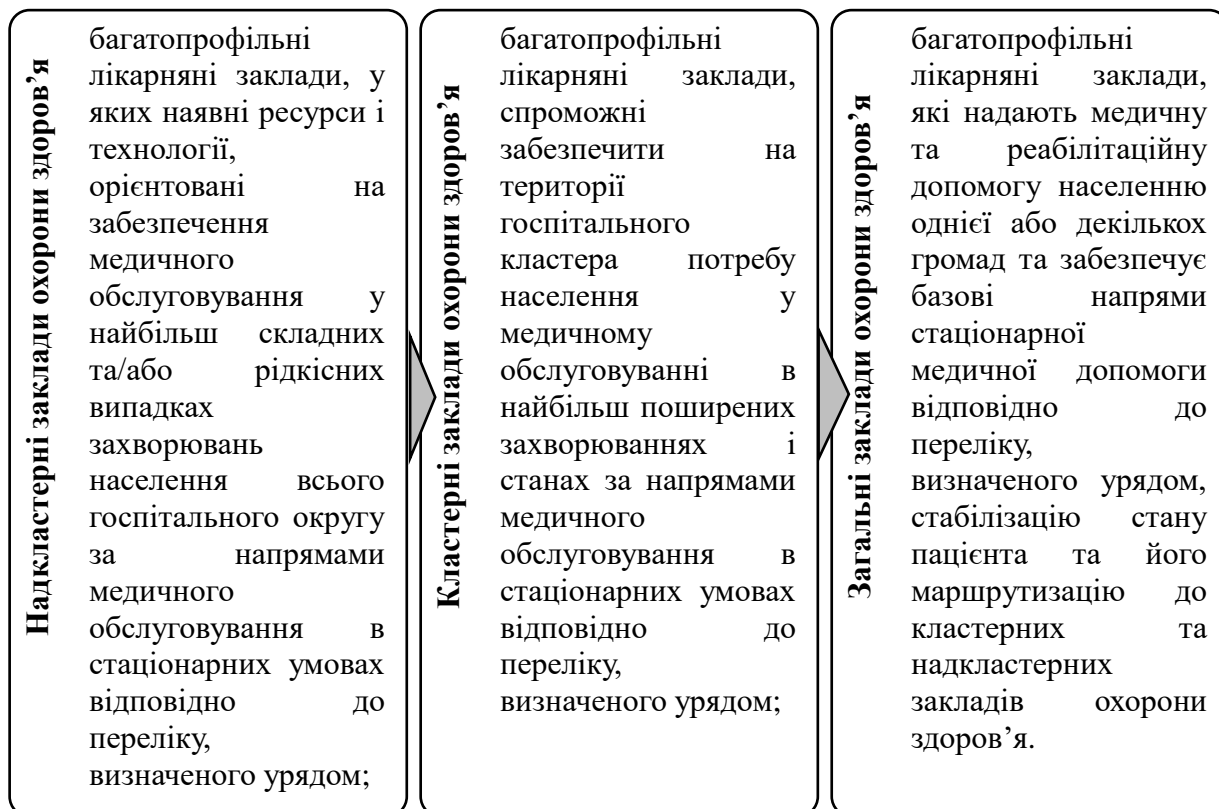 Надкластерні заклади охорони здоров’я
багатопрофільні
лікарняні заклади, у
яких наявні ресурси і
технології,
орієнтовані на
забезпечення
медичного
обслуговування у
найбільш складних
та/або рідкісних
випадках
захворювань
населення всього
госпітального округу
за напрямами
медичного
обслуговування в
стаціонарних умовах
відповідно до
переліку,
визначеного урядом;
Кластерні заклади охорони здоров’я
багатопрофільні
лікарняні заклади,
спроможні
забезпечити на
території
госпітального
кластера потребу
населення у
медичному
обслуговуванні в
найбільш поширених
захворюваннях і
станах за напрямами
медичного
обслуговування в
стаціонарних умовах
відповідно до
переліку,
визначеного урядом;
Загальні заклади охорони здоров’я
багатопрофільні
лікарняні заклади,
які надають медичну
та реабілітаційну
допомогу населенню
однієї або декількох
громад та забезпечує
базові напрями
стаціонарної
медичної допомоги
відповідно до
переліку,
визначеного урядом,
стабілізацію стану
пацієнта та його
маршрутизацію до
кластерних та
надкластерних
закладів охорони
здоров’я.